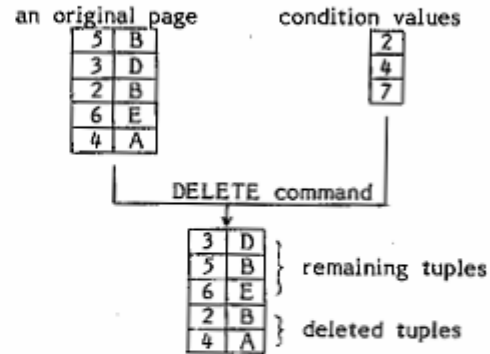 an original page
condition values
5 B
3 D
2 B
6 E
4 A
2
4
7
DELETE command
3 D
5 B
6 E
remaining tuples
2 B
4 A
deleted tuples